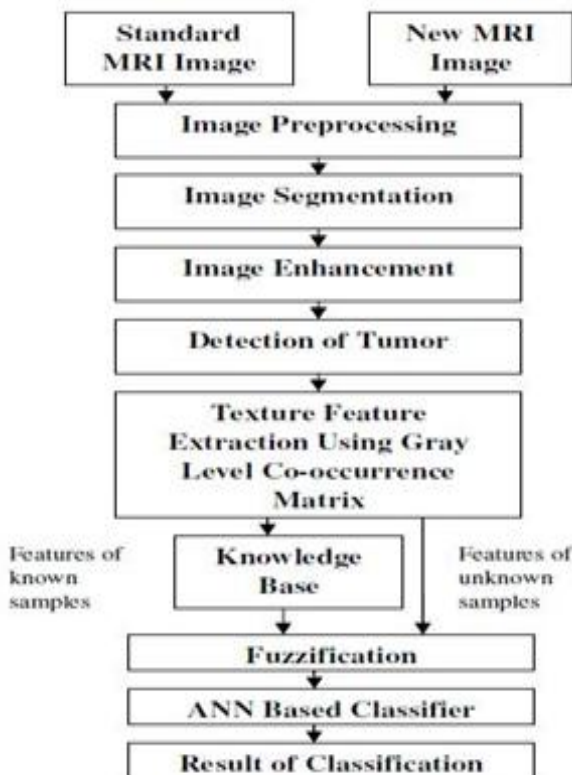 Standard
MRI Image
New MRI
Image
Image Preprocessing
Image Segmentation
Image Enhancement
Detection of Tumor
Texture Feature
Extraction Using Gray
Level Co-occurrence
Matrix
Features of
known
samples
Knowledge
Base
Features of
unknown
samples
Fuzzification
ANN Based Classifier
Result of Classification